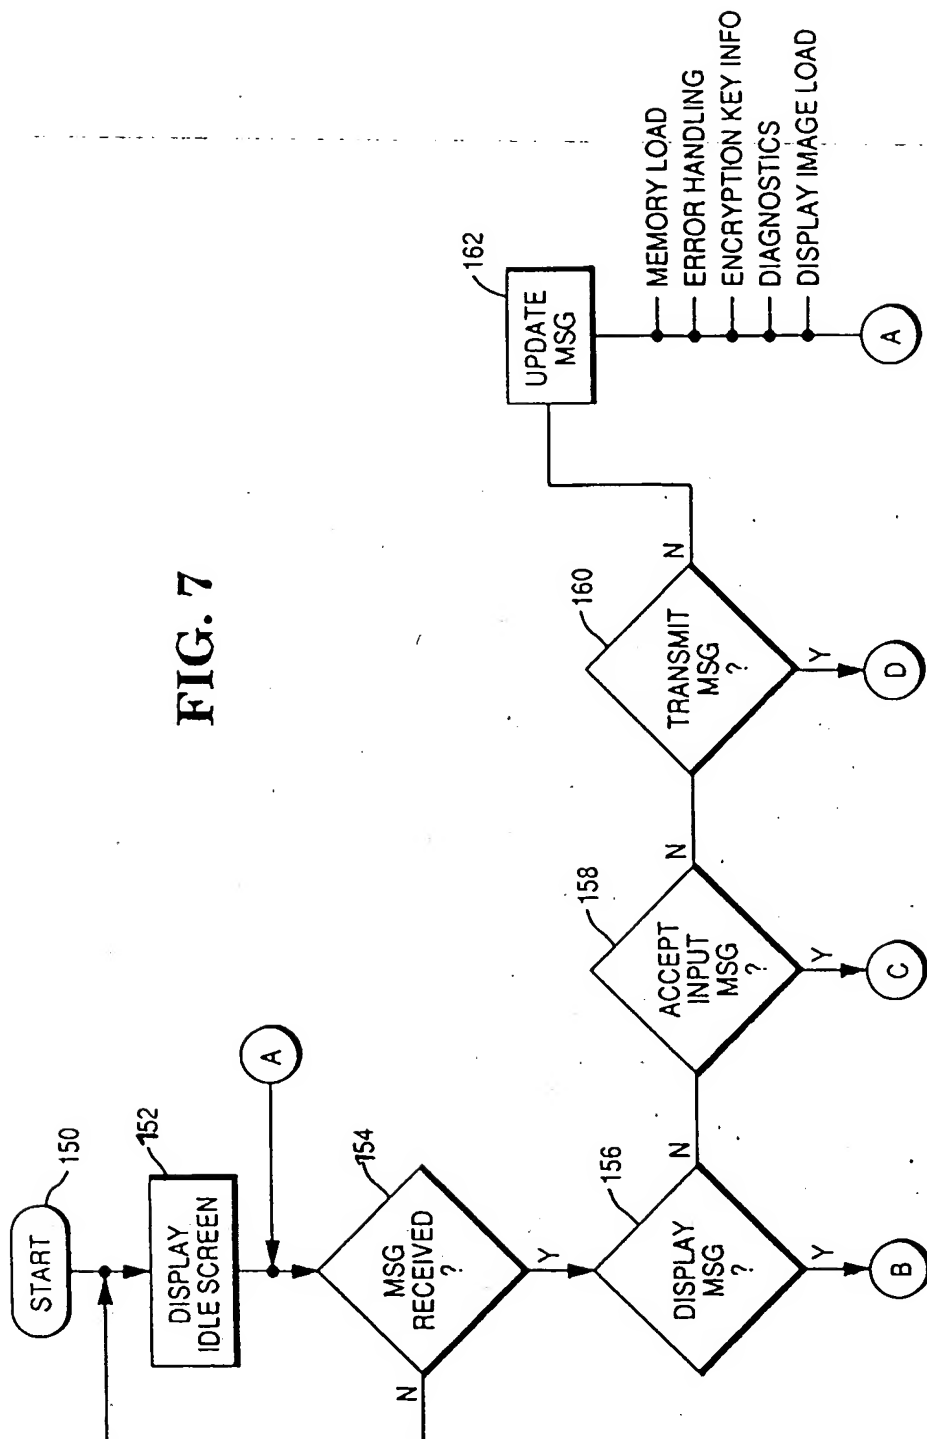 FIG. 7
START
150
DISPLAY
IDLE SCREEN
152
A
MSG
RECEIVED
?
154
N
Y
DISPLAY
MSG
?
156
N
Y
B
ACCEPT
INPUT
MSG
?
158
N
Y
C
TRANSMIT
MSG
?
160
N
Y
D
UPDATE
MSG
162
MEMORY LOAD
ERROR HANDLING
ENCRYPTION KEY INFO
DIAGNOSTICS
DISPLAY IMAGE LOAD
A